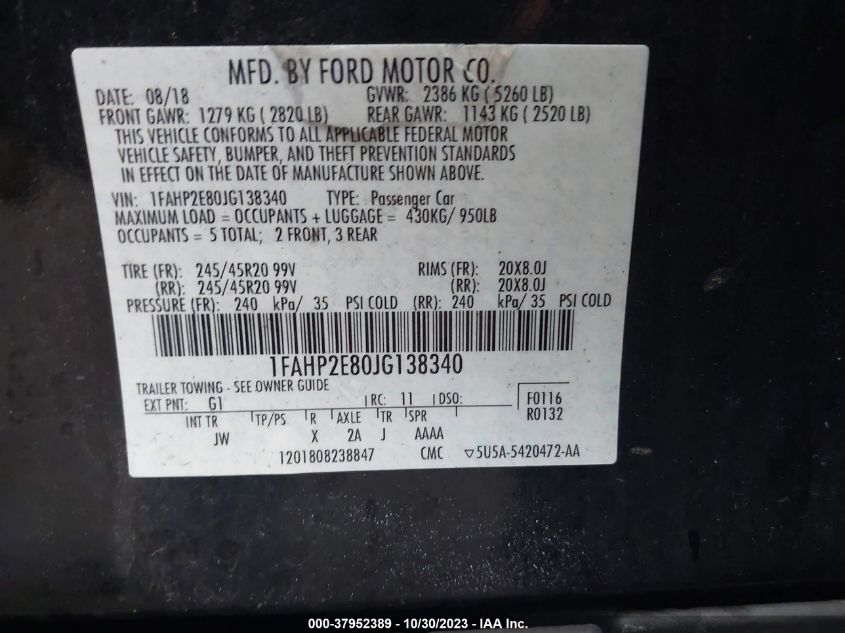 MFD. BY FORD MOTOR CO.
DATE: 08/18 GVWR: 2386 KG ( 5260 LB)
FRONT GAWR: 1279 KG ( 2820 LB) REAR GAWR: 1143 KG ( 2520 LB)
THIS VEHICLE CONFORMS TO ALL APPLICABLE FEDERAL MOTOR
VEHICLE SAFETY, BUMPER, AND THEFT PREVENTION STANDARDS
IN EFFECT ON THE DATE OF MANUFACTURE SHOWN ABOVE.
VIN: 1FAHP2E80JG138340 TYPE: Passenger Car
MAXIMUM LOAD = OCCUPANTS + LUGGAGE = 430KG/ 950LB
OCCUPANTS = 5 TOTAL; 2 FRONT, 3 REAR
TIRE (FR): 245/45R20 99V RIMS (FR): 20X8.0J
(RR): 245/45R20 99V (RR): 20X8.0J
PRESSURE (FR): 240 kPa/ 35 PSI COLD (RR): 240 kPa/ 35 PSI COLD
1FAHP2E80JG138340
TRAILER TOWING - SEE OWNER GUIDE
EXT PNT: G1 RC: 11 DSO: F0116
INT TR TP/PS R AXLE TR SPR R0132
JW X 2A J AAAA
1201808238847 CMC ▽5U5A-5420472-AA
000-37952389 - 10/30/2023 - IAA Inc.